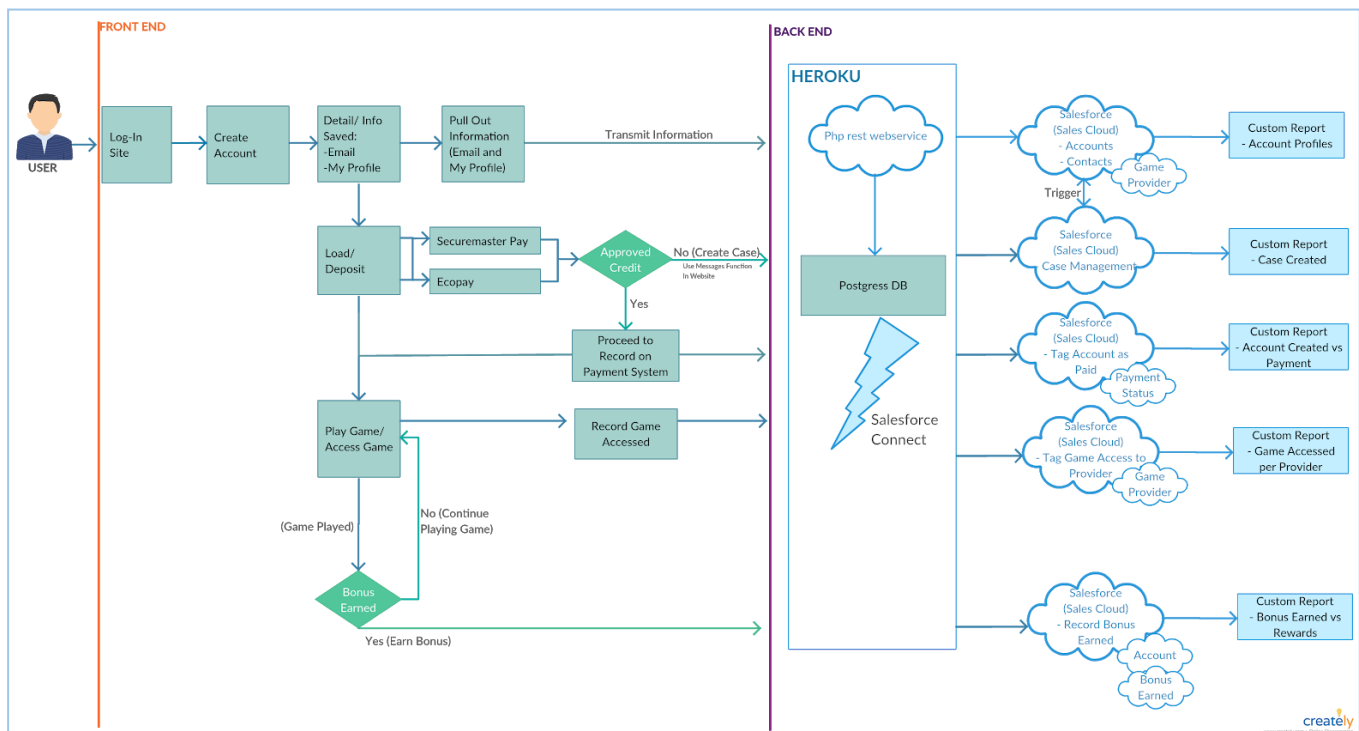 FRONT END
BACK END
HEROKU
USER
Log-In
Site
Create
Account
Detail/ Info
Saved:
-Email
-My Profile
Pull Out
Information
(Email and
My Profile)
Transmit Information
Load/
Deposit
Securemaster Pay
Ecopay
Approved
Credit
No (Create Case)
Use Messages Function
In Website
Yes
Proceed to
Record on
Payment System
Play Game/
Access Game
Record Game
Accessed
(Game Played)
No (Continue
Playing Game)
Bonus
Earned
Yes (Earn Bonus)
Php rest webservice
Postgress DB
Salesforce
Connect
Salesforce
(Sales Cloud)
- Accounts
- Contacts
Game
Provider
Custom Report
- Account Profiles
Trigger
Salesforce
(Sales Cloud)
Case Management
Custom Report
- Case Created
Salesforce
(Sales Cloud)
- Tag Account as
Paid
Payment
Status
Custom Report
- Account Created vs
Payment
Salesforce
(Sales Cloud)
- Tag Game Access to
Provider
Game
Provider
Custom Report
- Game Accessed
per Provider
Salesforce
(Sales Cloud)
- Record Bonus
Earned
Account
Bonus
Earned
Custom Report
- Bonus Earned vs
Rewards
creately